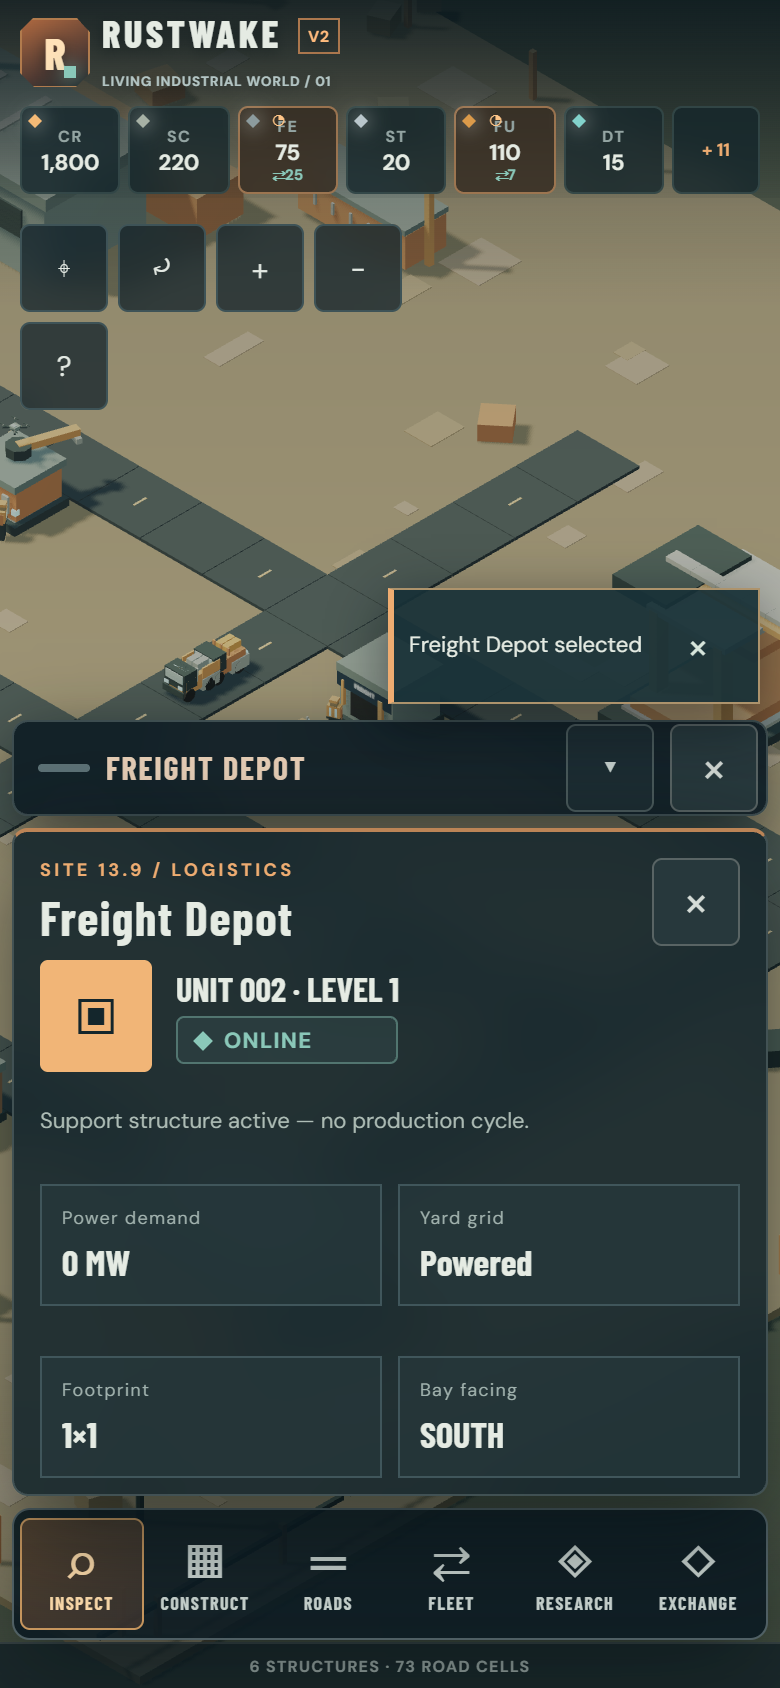 R
RUSTWAKE
V2
LIVING INDUSTRIAL WORLD / 01
CR
1,800
SC
220
FE
75
⇄25
ST
20
FU
110
⇄7
DT
15
+ 11
+
−
?
Freight Depot selected
×
FREIGHT DEPOT
▼
×
SITE 13.9 / LOGISTICS
Freight Depot
×
UNIT 002 · LEVEL 1
◆ ONLINE
Support structure active — no production cycle.
Power demand
0 MW
Yard grid
Powered
Footprint
1×1
Bay facing
SOUTH
INSPECT
CONSTRUCT
ROADS
FLEET
RESEARCH
EXCHANGE
6 STRUCTURES · 73 ROAD CELLS